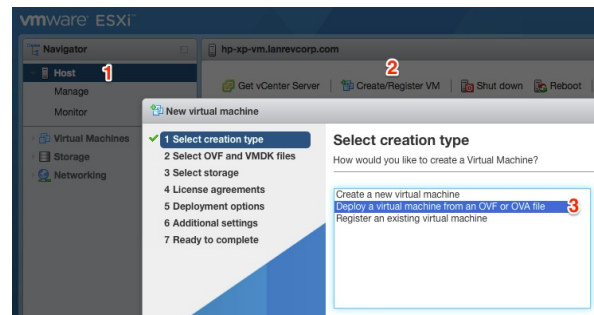 vmware ESXi™
Navigator
hp-xp-vm.lanrevcorp.com
Host 1
2
Get vCenter Server | Create/Register VM | Shut down Reboot
Manage
Monitor
Virtual Machines
Storage
Networking
New virtual machine
1 Select creation type
2 Select OVF and VMDK files
3 Select storage
4 License agreements
5 Deployment options
6 Additional settings
7 Ready to complete
Select creation type
How would you like to create a Virtual Machine?
Create a new virtual machine
Deploy a virtual machine from an OVF or OVA file 3
Register an existing virtual machine